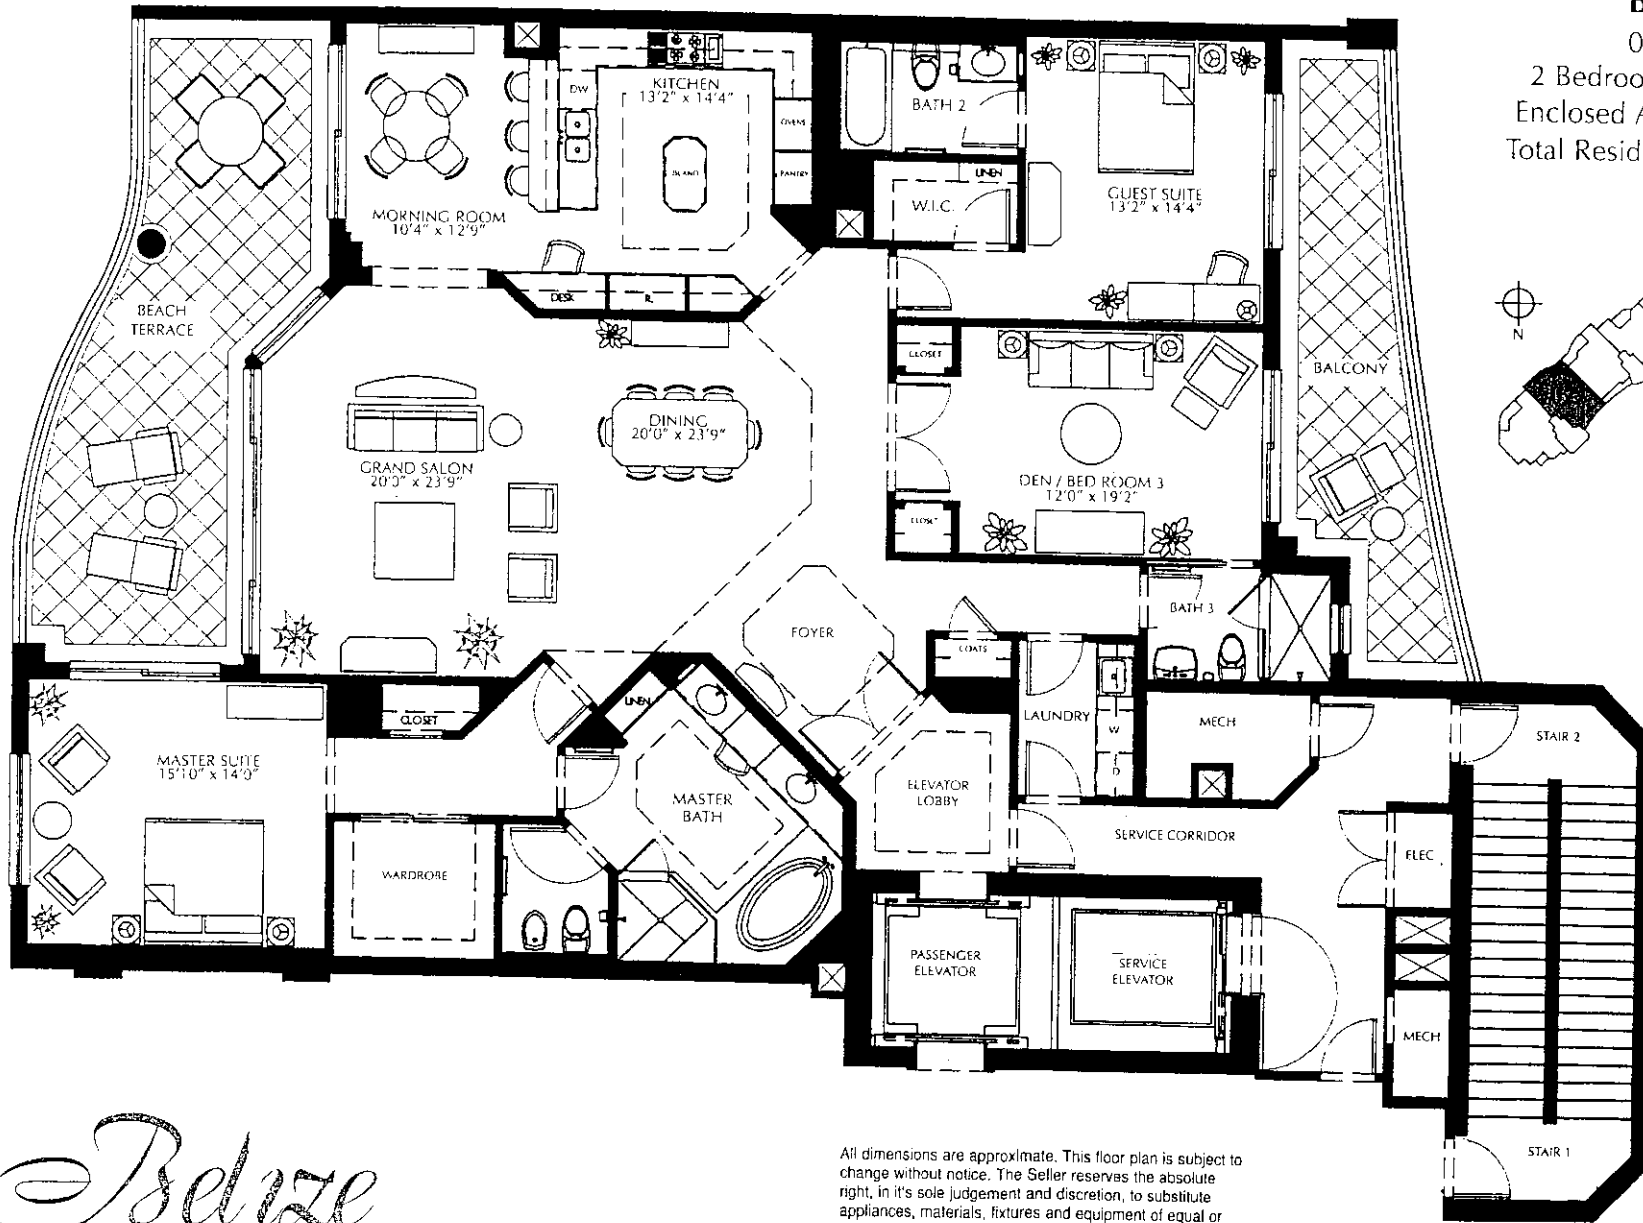 0
2 Bedroo
Enclosed A
Total Resid
KITCHEN
13'2" x 14'4"
DW
OVENS
ISLAND
PANTRY
MORNING ROOM
10'4" x 12'9"
DESK
R.
BATH 2
LINEN
W.I.C.
GUEST SUITE
13'2" x 14'4"
BEACH
TERRACE
N
BALCONY
CLOSET
DINING
20'0" x 23'9"
GRAND SALON
20'0" x 23'9"
DEN / BED ROOM 3
12'0" x 19'2"
CLOSET
BATH 3
FOYER
COATS
LINEN
CLOSET
LAUNDRY
W
D
MECH
STAIR 2
MASTER SUITE
15'10" x 14'0"
MASTER
BATH
ELEVATOR
LOBBY
SERVICE CORRIDOR
ELEC
WARDROBE
PASSENGER
ELEVATOR
SERVICE
ELEVATOR
MECH
STAIR 1
Belize
All dimensions are approximate. This floor plan is subject to
change without notice. The Seller reserves the absolute
right, in it's sole judgement and discretion, to substitute
appliances, materials, fixtures and equipment of equal or